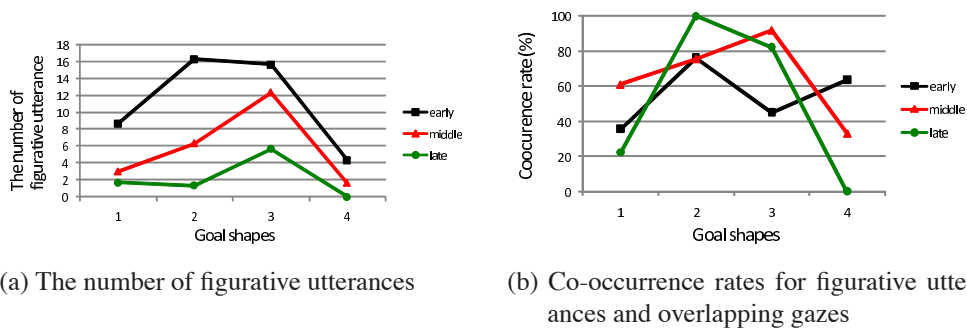 18
16
14
12
10
8
6
4
2
0
The number of
figurative utterance
1 2 3 4
Goal shapes
early
middle
late
(a) The number of figurative utterances
100
80
60
40
20
0
Coocurence rate (%)
1 2 3 4
Goal shapes
early
middle
late
(b) Co-occurrence rates for figurative utte
ances and overlapping gazes